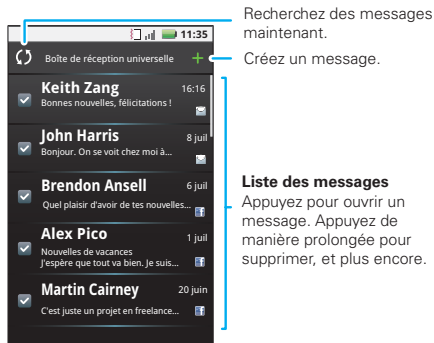 Recherchez des messages
maintenant.
11:35
Boîte de réception universelle
Créez un message.
Keith Zang
16:16
Bonnes nouvelles, félicitations !
John Harris
8 juil
Bonjour. On se voit chez moi à...
Brendon Ansell
6 juil
Quel plaisir d'avoir de tes nouvelles...
Alex Pico
1 juil
Nouvelles de vacances
J'espère que tout va bien. Je suis...
Martin Cairney
20 juin
C'est juste un projet en freelance...
Liste des messages
Appuyez pour ouvrir un
message. Appuyez de
manière prolongée pour
supprimer, et plus encore.